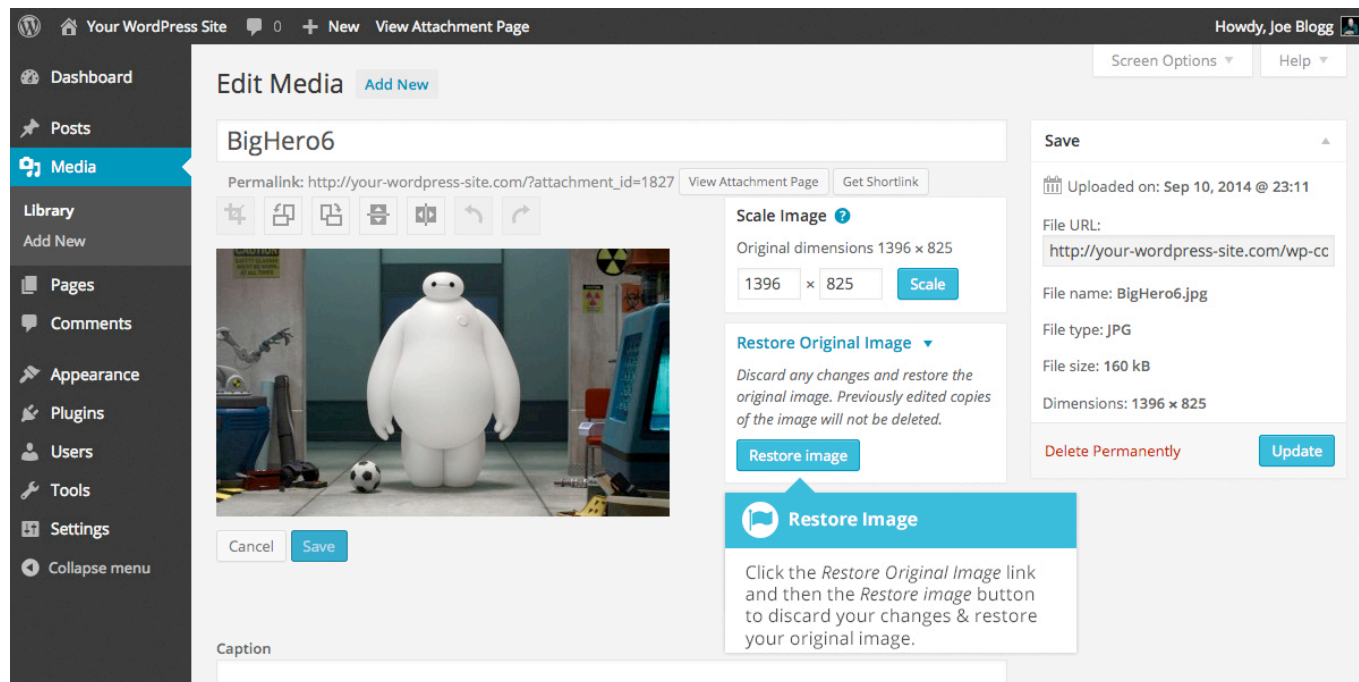 Your WordPress Site 0 + New View Attachment Page Howdy, Joe Blogg
Screen Options Help
Dashboard
Posts
Media
Library
Add New
Pages
Comments
Appearance
Plugins
Users
Tools
Settings
Collapse menu
Edit Media Add New
BigHero6
Permalink: http://your-wordpress-site.com/?attachment_id=1827 View Attachment Page Get Shortlink
CAUTION
Cancel Save
Caption
Scale Image ?
Original dimensions 1396 × 825
1396 × 825 Scale
Restore Original Image
Discard any changes and restore the
original image. Previously edited copies
of the image will not be deleted.
Restore image
Restore Image
Click the Restore Original Image link
and then the Restore image button
to discard your changes & restore
your original image.
Save
Uploaded on: Sep 10, 2014 @ 23:11
File URL:
http://your-wordpress-site.com/wp-cc
File name: BigHero6.jpg
File type: JPG
File size: 160 kB
Dimensions: 1396 × 825
Delete Permanently Update